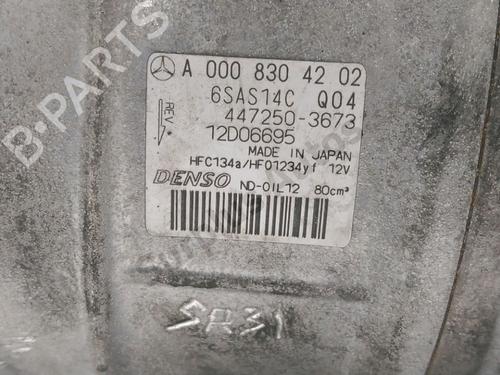 B-PARTS
A 000 830 42 02
REV
6SAS14C Q04
447250-3673
12D06695
MADE IN JAPAN
HFC134a/HFO1234yf 12V
DENSO ND-OIL12 80cm³
SA31